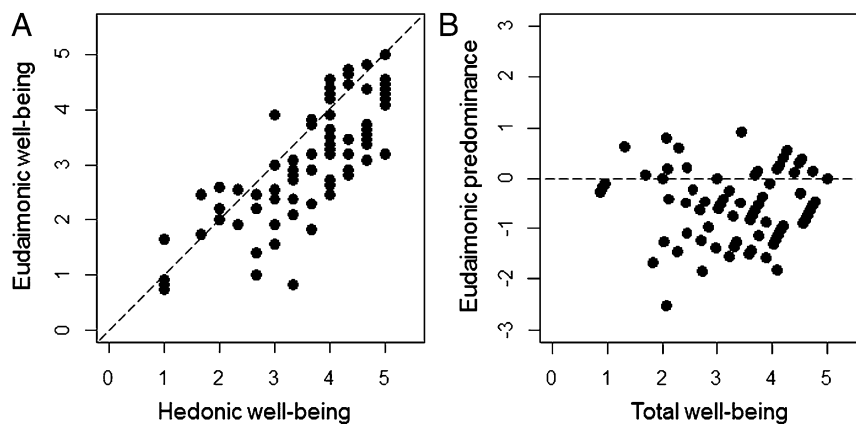 A
Eudaimonic well-being
5
4
3
2
1
0
0 1 2 3 4 5
Hedonic well-being
B
Eudaimonic predominance
3
2
1
0
-1
-2
-3
0 1 2 3 4 5
Total well-being